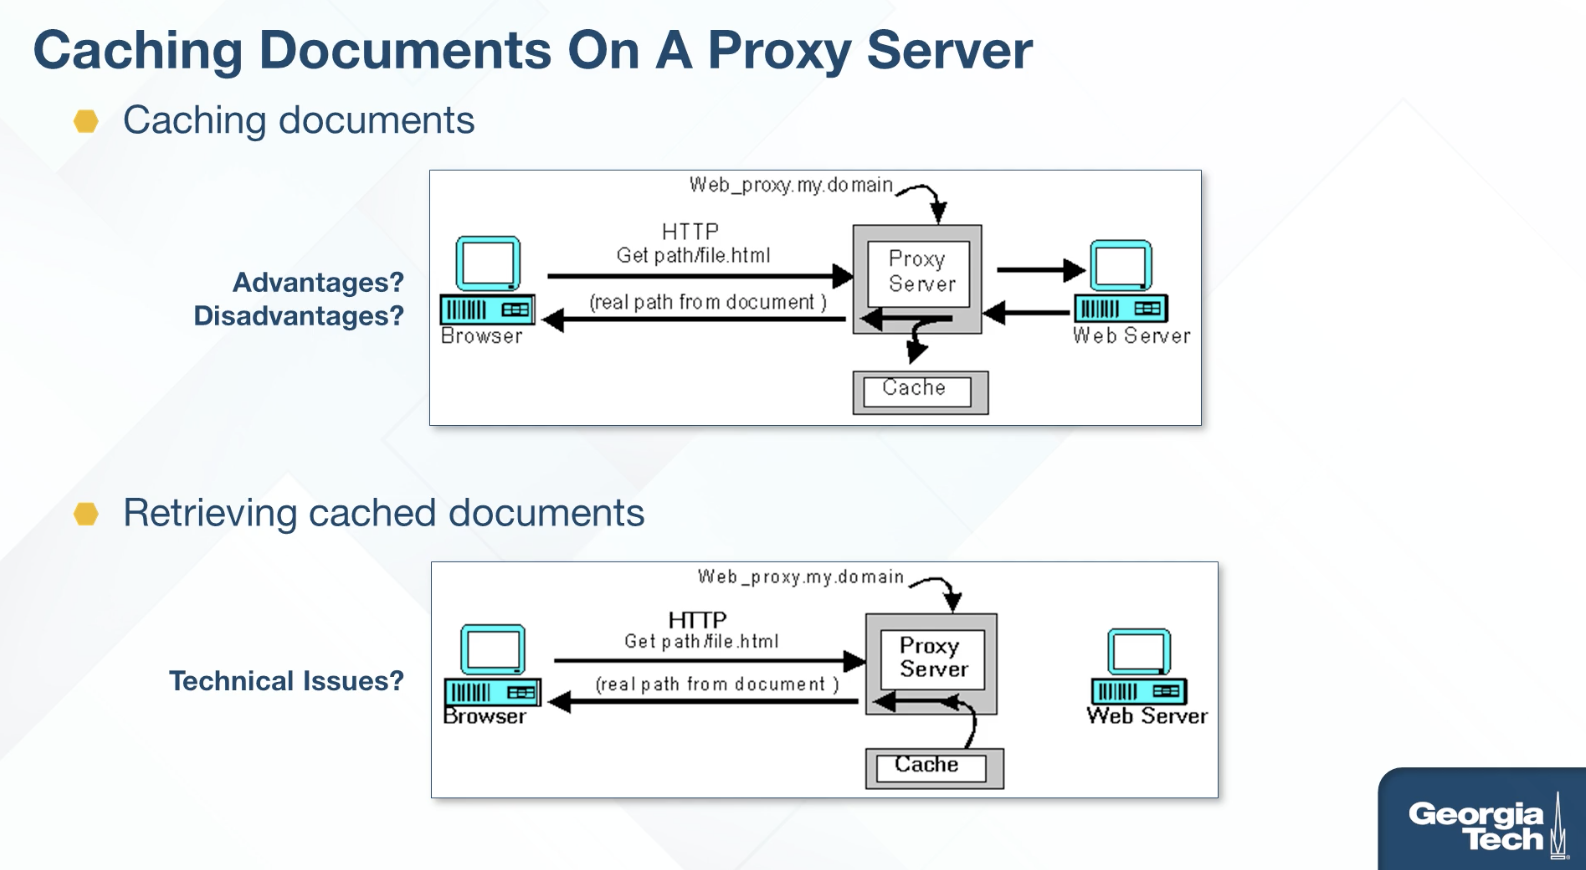 Caching Documents On A Proxy Server
Caching documents
Advantages?
Disadvantages?
Web_proxy.my.domain
HTTP
Get path/file.html
(real path from document )
Browser
Proxy
Server
Cache
Web Server
Retrieving cached documents
Technical Issues?
Web_proxy.my.domain
HTTP
Get path/file.html
(real path from document )
Browser
Proxy
Server
Cache
Web Server
Georgia
Tech